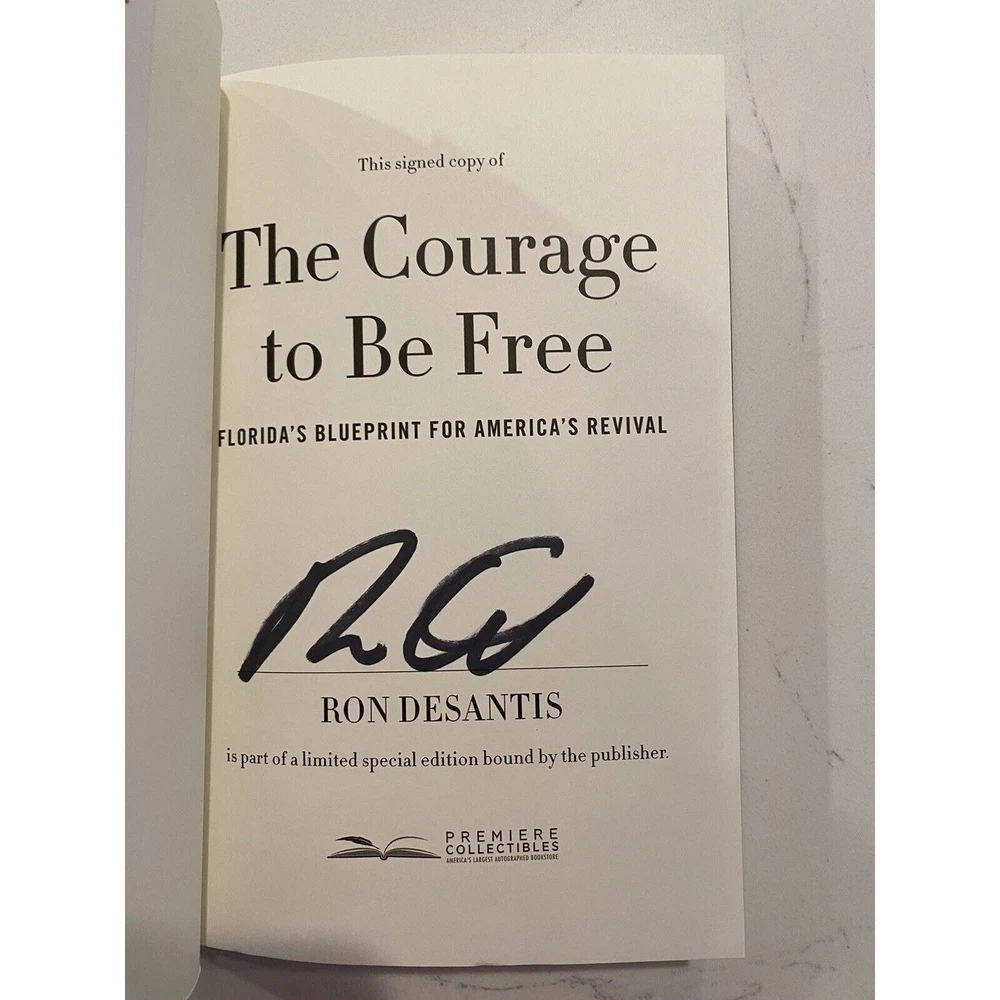 This signed copy of
The Courage
to Be Free
FLORIDA'S BLUEPRINT FOR AMERICA'S REVIVAL
RON DESANTIS
is part of a limited special edition bound by the publisher.
PREMIERE
COLLECTIBLES
AMERICA'S LARGEST AUTOGRAPHED BOOKSTORE